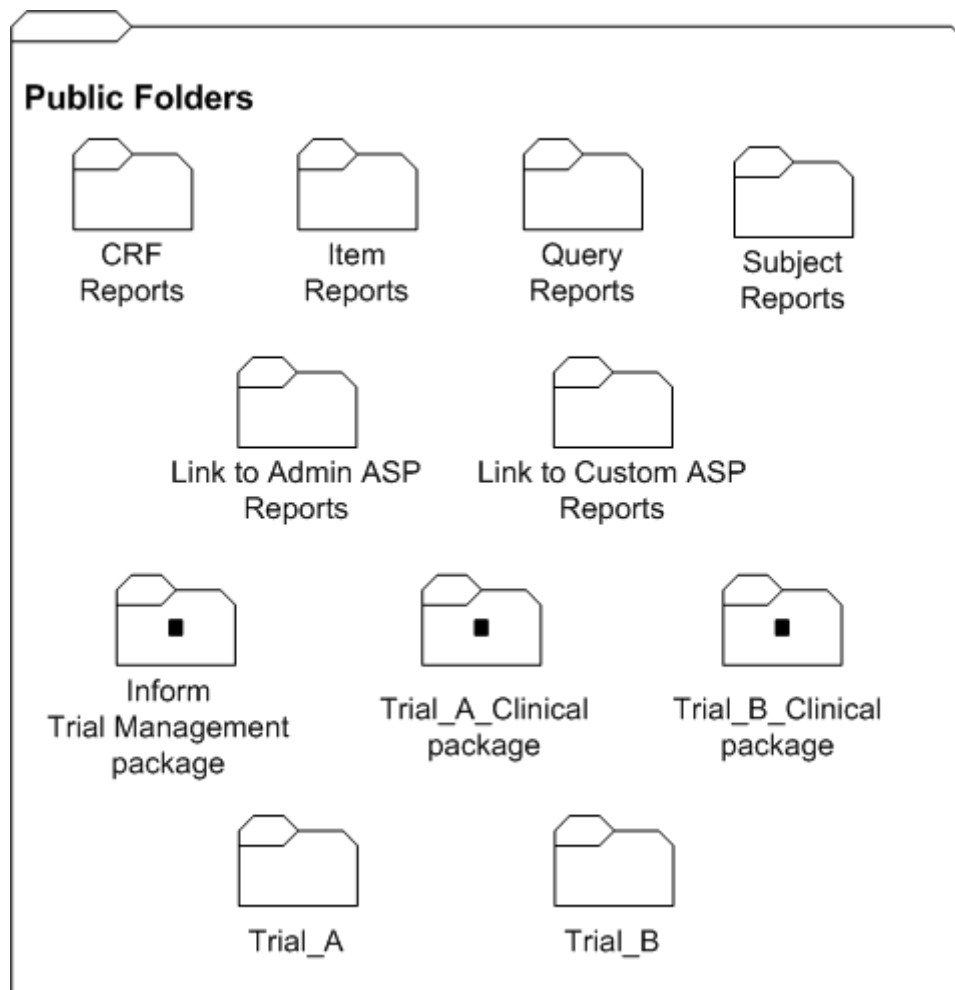 Public Folders
CRF
Reports
Item
Reports
Query
Reports
Subject
Reports
Link to Admin ASP
Reports
Link to Custom ASP
Reports
Inform
Trial Management
package
Trial_A_Clinical
package
Trial_B_Clinical
package
Trial_A
Trial_B